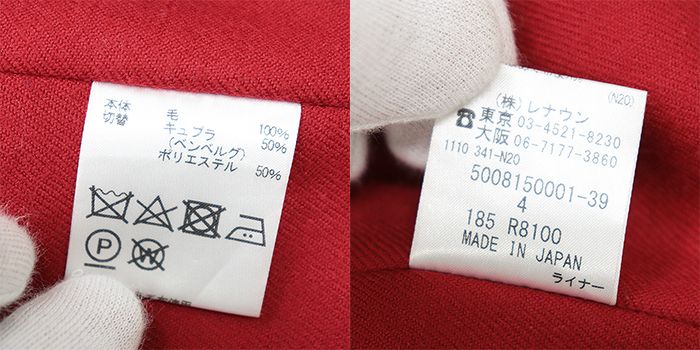 本体 毛 100%
切替 キュプラ 50%
(ベンベルグ)
ポリエステル 50%
P
W
(N20)
(株)レナウン
☎東京 03-4521-8230
大阪 06-7177-3860
1110 341-N20
5008150001-39
4
185 R8100
MADE IN JAPAN
ライナー